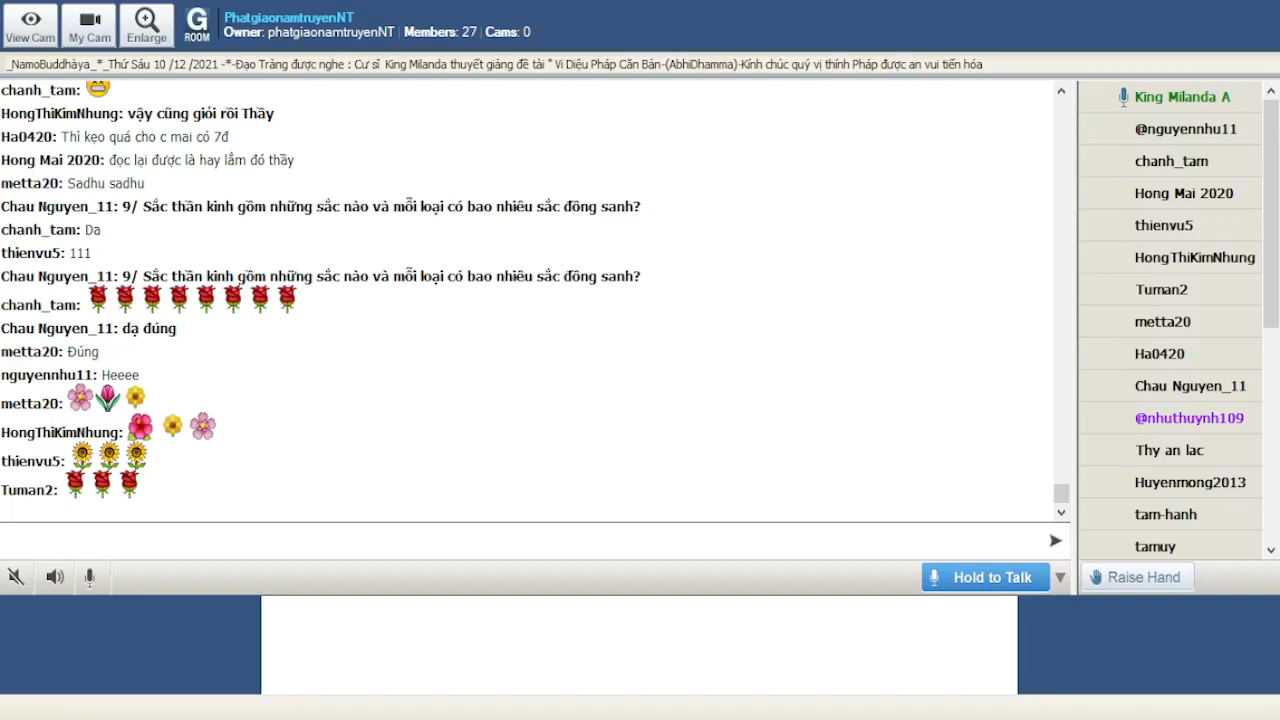 View Cam
My Cam
Enlarge
G
ROOM
PhatgiaonamtruyenNT
Owner: phatgiaonamtruyenNT Members: 27 Cams: 0
_NamoBuddhàya_*_Thứ Sáu 10 /12 /2021 -*-Đạo Tràng được nghe : Cư sĩ King Milanda thuyết giảng đề tài " Vi Diệu Pháp Căn Bản-(AbhiDhamma)-Kính chúc quý vị thính Pháp được an vui tiến hóa
chanh_tam:
HongThiKimNhung: vậy cũng giỏi rồi Thầy
Ha0420: Thì kẹo quá cho c mai có 7đ
Hong Mai 2020: đọc lại được là hay lắm đó thầy
metta20: Sadhu sadhu
Chau Nguyen_11: 9/ Sắc thần kinh gồm những sắc nào và mỗi loại có bao nhiêu sắc đồng sanh?
chanh_tam: Da
thienvu5: 111
Chau Nguyen_11: 9/ Sắc thần kinh gồm những sắc nào và mỗi loại có bao nhiêu sắc đồng sanh?
chanh_tam:
Chau Nguyen_11: dạ đúng
metta20: Đúng
nguyennhu11: Heeee
metta20:
HongThiKimNhung:
thienvu5:
Tuman2:
Hold to Talk
King Milanda A
@nguyennhu11
chanh_tam
Hong Mai 2020
thienvu5
HongThiKimNhung
Tuman2
metta20
Ha0420
Chau Nguyen_11
@nhuthuynh109
Thy an lac
Huyenmong2013
tam-hanh
tamuy
Raise Hand